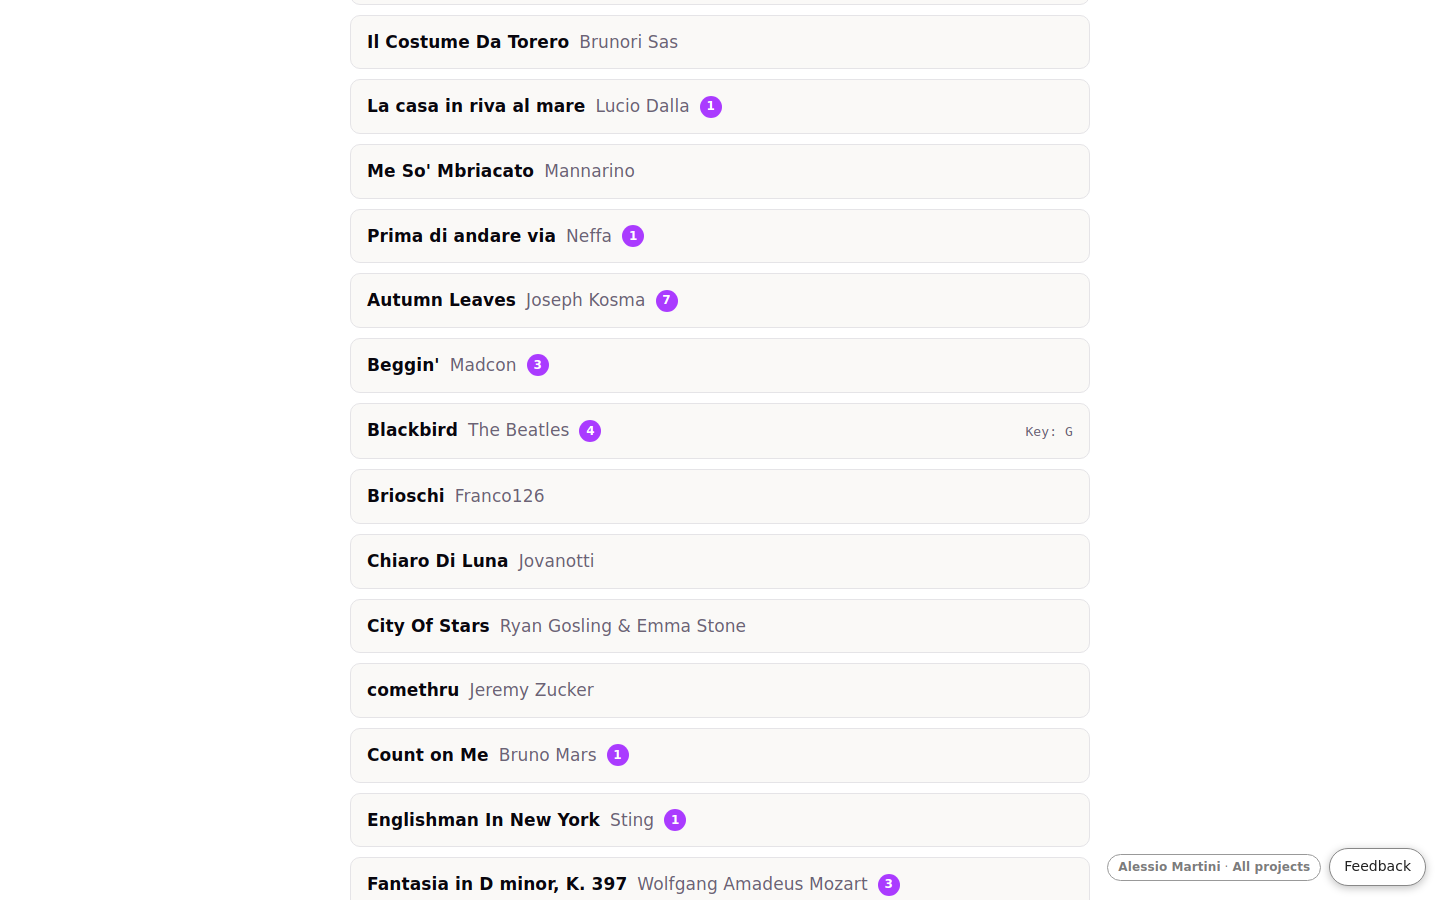 Il Costume Da Torero Brunori Sas
La casa in riva al mare Lucio Dalla 1
Me So' Mbriacato Mannarino
Prima di andare via Neffa 1
Autumn Leaves Joseph Kosma 7
Beggin' Madcon 3
Blackbird The Beatles 4 Key: G
Brioschi Franco126
Chiaro Di Luna Jovanotti
City Of Stars Ryan Gosling & Emma Stone
comethru Jeremy Zucker
Count on Me Bruno Mars 1
Englishman In New York Sting 1
Fantasia in D minor, K. 397 Wolfgang Amadeus Mozart 3
Alessio Martini · All projects
Feedback